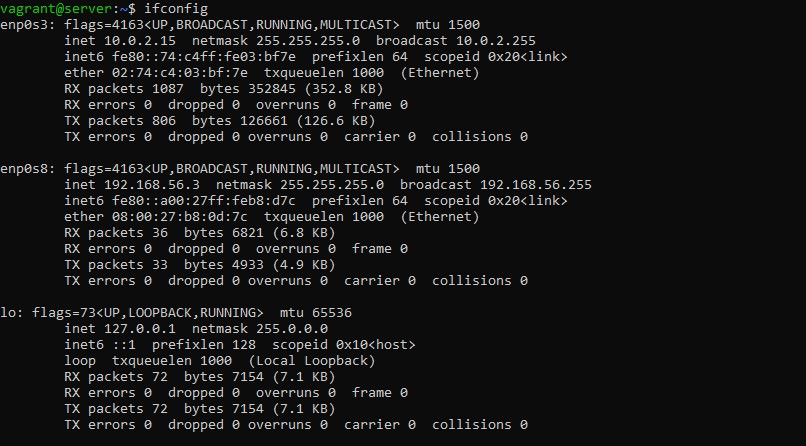 vagrant@server:~$ ifconfig
enp0s3: flags=4163<UP,BROADCAST,RUNNING,MULTICAST>  mtu 1500
        inet 10.0.2.15  netmask 255.255.255.0  broadcast 10.0.2.255
        inet6 fe80::74:c4ff:fe03:bf7e  prefixlen 64  scopeid 0x20<link>
        ether 02:74:c4:03:bf:7e  txqueuelen 1000  (Ethernet)
        RX packets 1087  bytes 352845 (352.8 KB)
        RX errors 0  dropped 0  overruns 0  frame 0
        TX packets 806  bytes 126661 (126.6 KB)
        TX errors 0  dropped 0 overruns 0  carrier 0  collisions 0

enp0s8: flags=4163<UP,BROADCAST,RUNNING,MULTICAST>  mtu 1500
        inet 192.168.56.3  netmask 255.255.255.0  broadcast 192.168.56.255
        inet6 fe80::a00:27ff:feb8:d7c  prefixlen 64  scopeid 0x20<link>
        ether 08:00:27:b8:0d:7c  txqueuelen 1000  (Ethernet)
        RX packets 36  bytes 6821 (6.8 KB)
        RX errors 0  dropped 0  overruns 0  frame 0
        TX packets 33  bytes 4933 (4.9 KB)
        TX errors 0  dropped 0 overruns 0  carrier 0  collisions 0

lo: flags=73<UP,LOOPBACK,RUNNING>  mtu 65536
        inet 127.0.0.1  netmask 255.0.0.0
        inet6 ::1  prefixlen 128  scopeid 0x10<host>
        loop  txqueuelen 1000  (Local Loopback)
        RX packets 72  bytes 7154 (7.1 KB)
        RX errors 0  dropped 0  overruns 0  frame 0
        TX packets 72  bytes 7154 (7.1 KB)
        TX errors 0  dropped 0 overruns 0  carrier 0  collisions 0